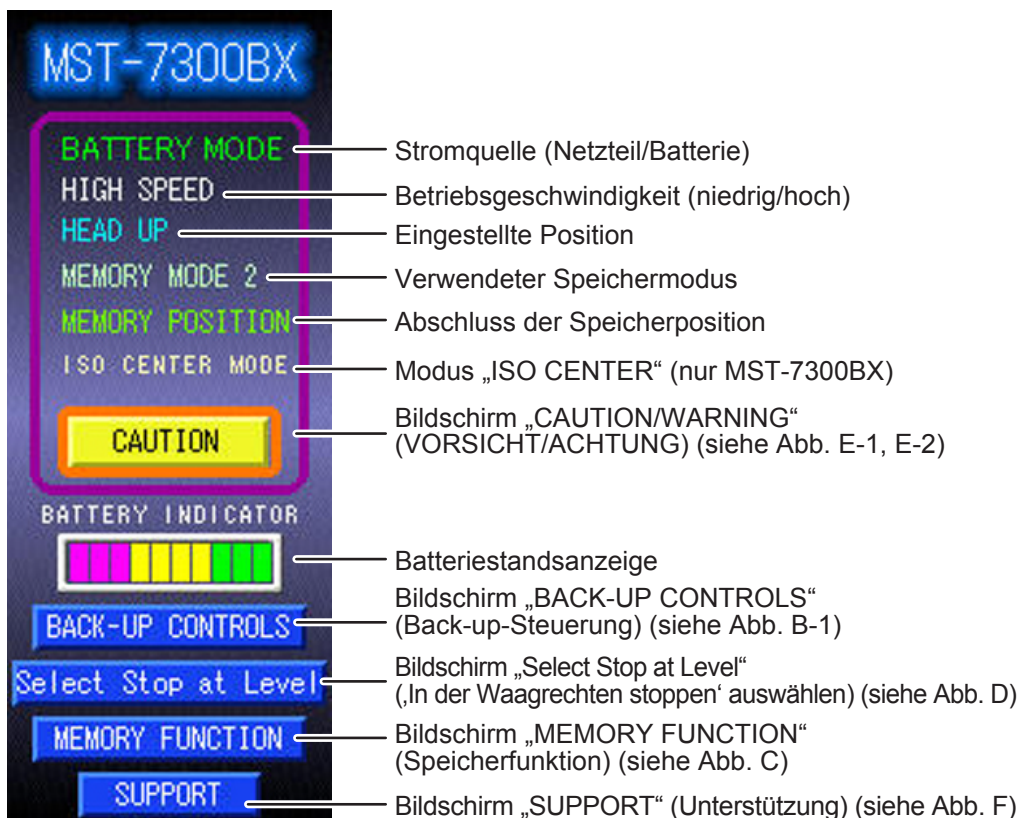 MST-7300BX
BATTERY MODE
Stromquelle (Netzteil/Batterie)
HIGH SPEED
Betriebsgeschwindigkeit (niedrig/hoch)
HEAD UP
Eingestellte Position
MEMORY MODE 2
Verwendeter Speichermodus
MEMORY POSITION
Abschluss der Speicherposition
ISO CENTER MODE
Modus „ISO CENTER“ (nur MST-7300BX)
CAUTION
Bildschirm „CAUTION/WARNING“
(VORSICHT/ACHTUNG) (siehe Abb. E-1, E-2)
BATTERY INDICATOR
Batteriestandsanzeige
BACK-UP CONTROLS
Bildschirm „BACK-UP CONTROLS“
(Back-up-Steuerung) (siehe Abb. B-1)
Select Stop at Level
Bildschirm „Select Stop at Level“
(‚In der Waagrechten stoppen‘ auswählen) (siehe Abb. D)
MEMORY FUNCTION
Bildschirm „MEMORY FUNCTION“
(Speicherfunktion) (siehe Abb. C)
SUPPORT
Bildschirm „SUPPORT“ (Unterstützung) (siehe Abb. F)